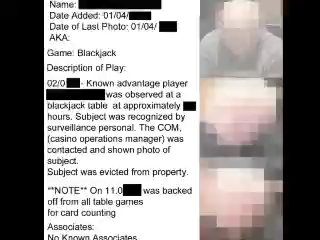 Name:
Date Added: 01/04/
Date of Last Photo: 01/04/
AKA:
Game: Blackjack
Description of Play:
02/0 - Known advantage player
was observed at a
blackjack table at approximately
hours. Subject was recognized by
surveillance personal. The COM,
(casino operations manager) was
contacted and shown photo of
subject.
Subject was evicted from property.
**NOTE** On 11.0 was backed
off from all table games
for card counting
Associates:
No Known Associates